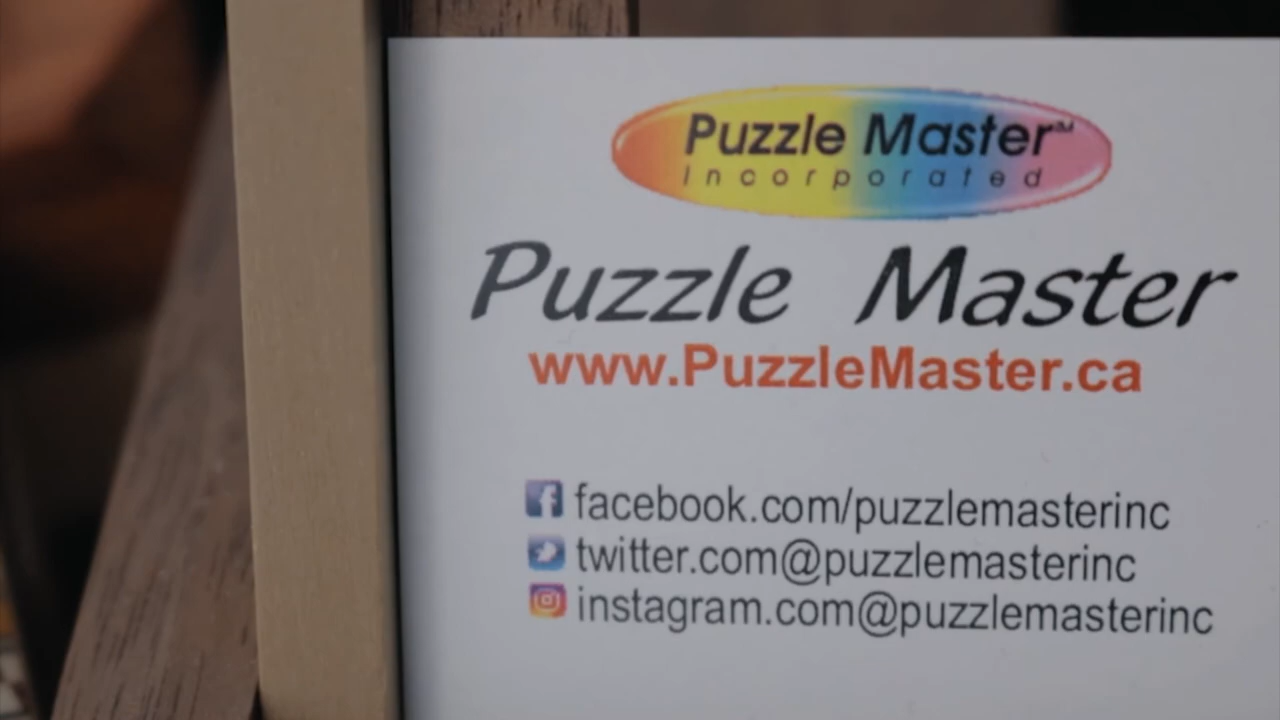 Puzzle Master™
Incorporated
Puzzle Master
www.PuzzleMaster.ca
facebook.com/puzzlemasterinc
twitter.com@puzzlemasterinc
instagram.com@puzzlemasterinc